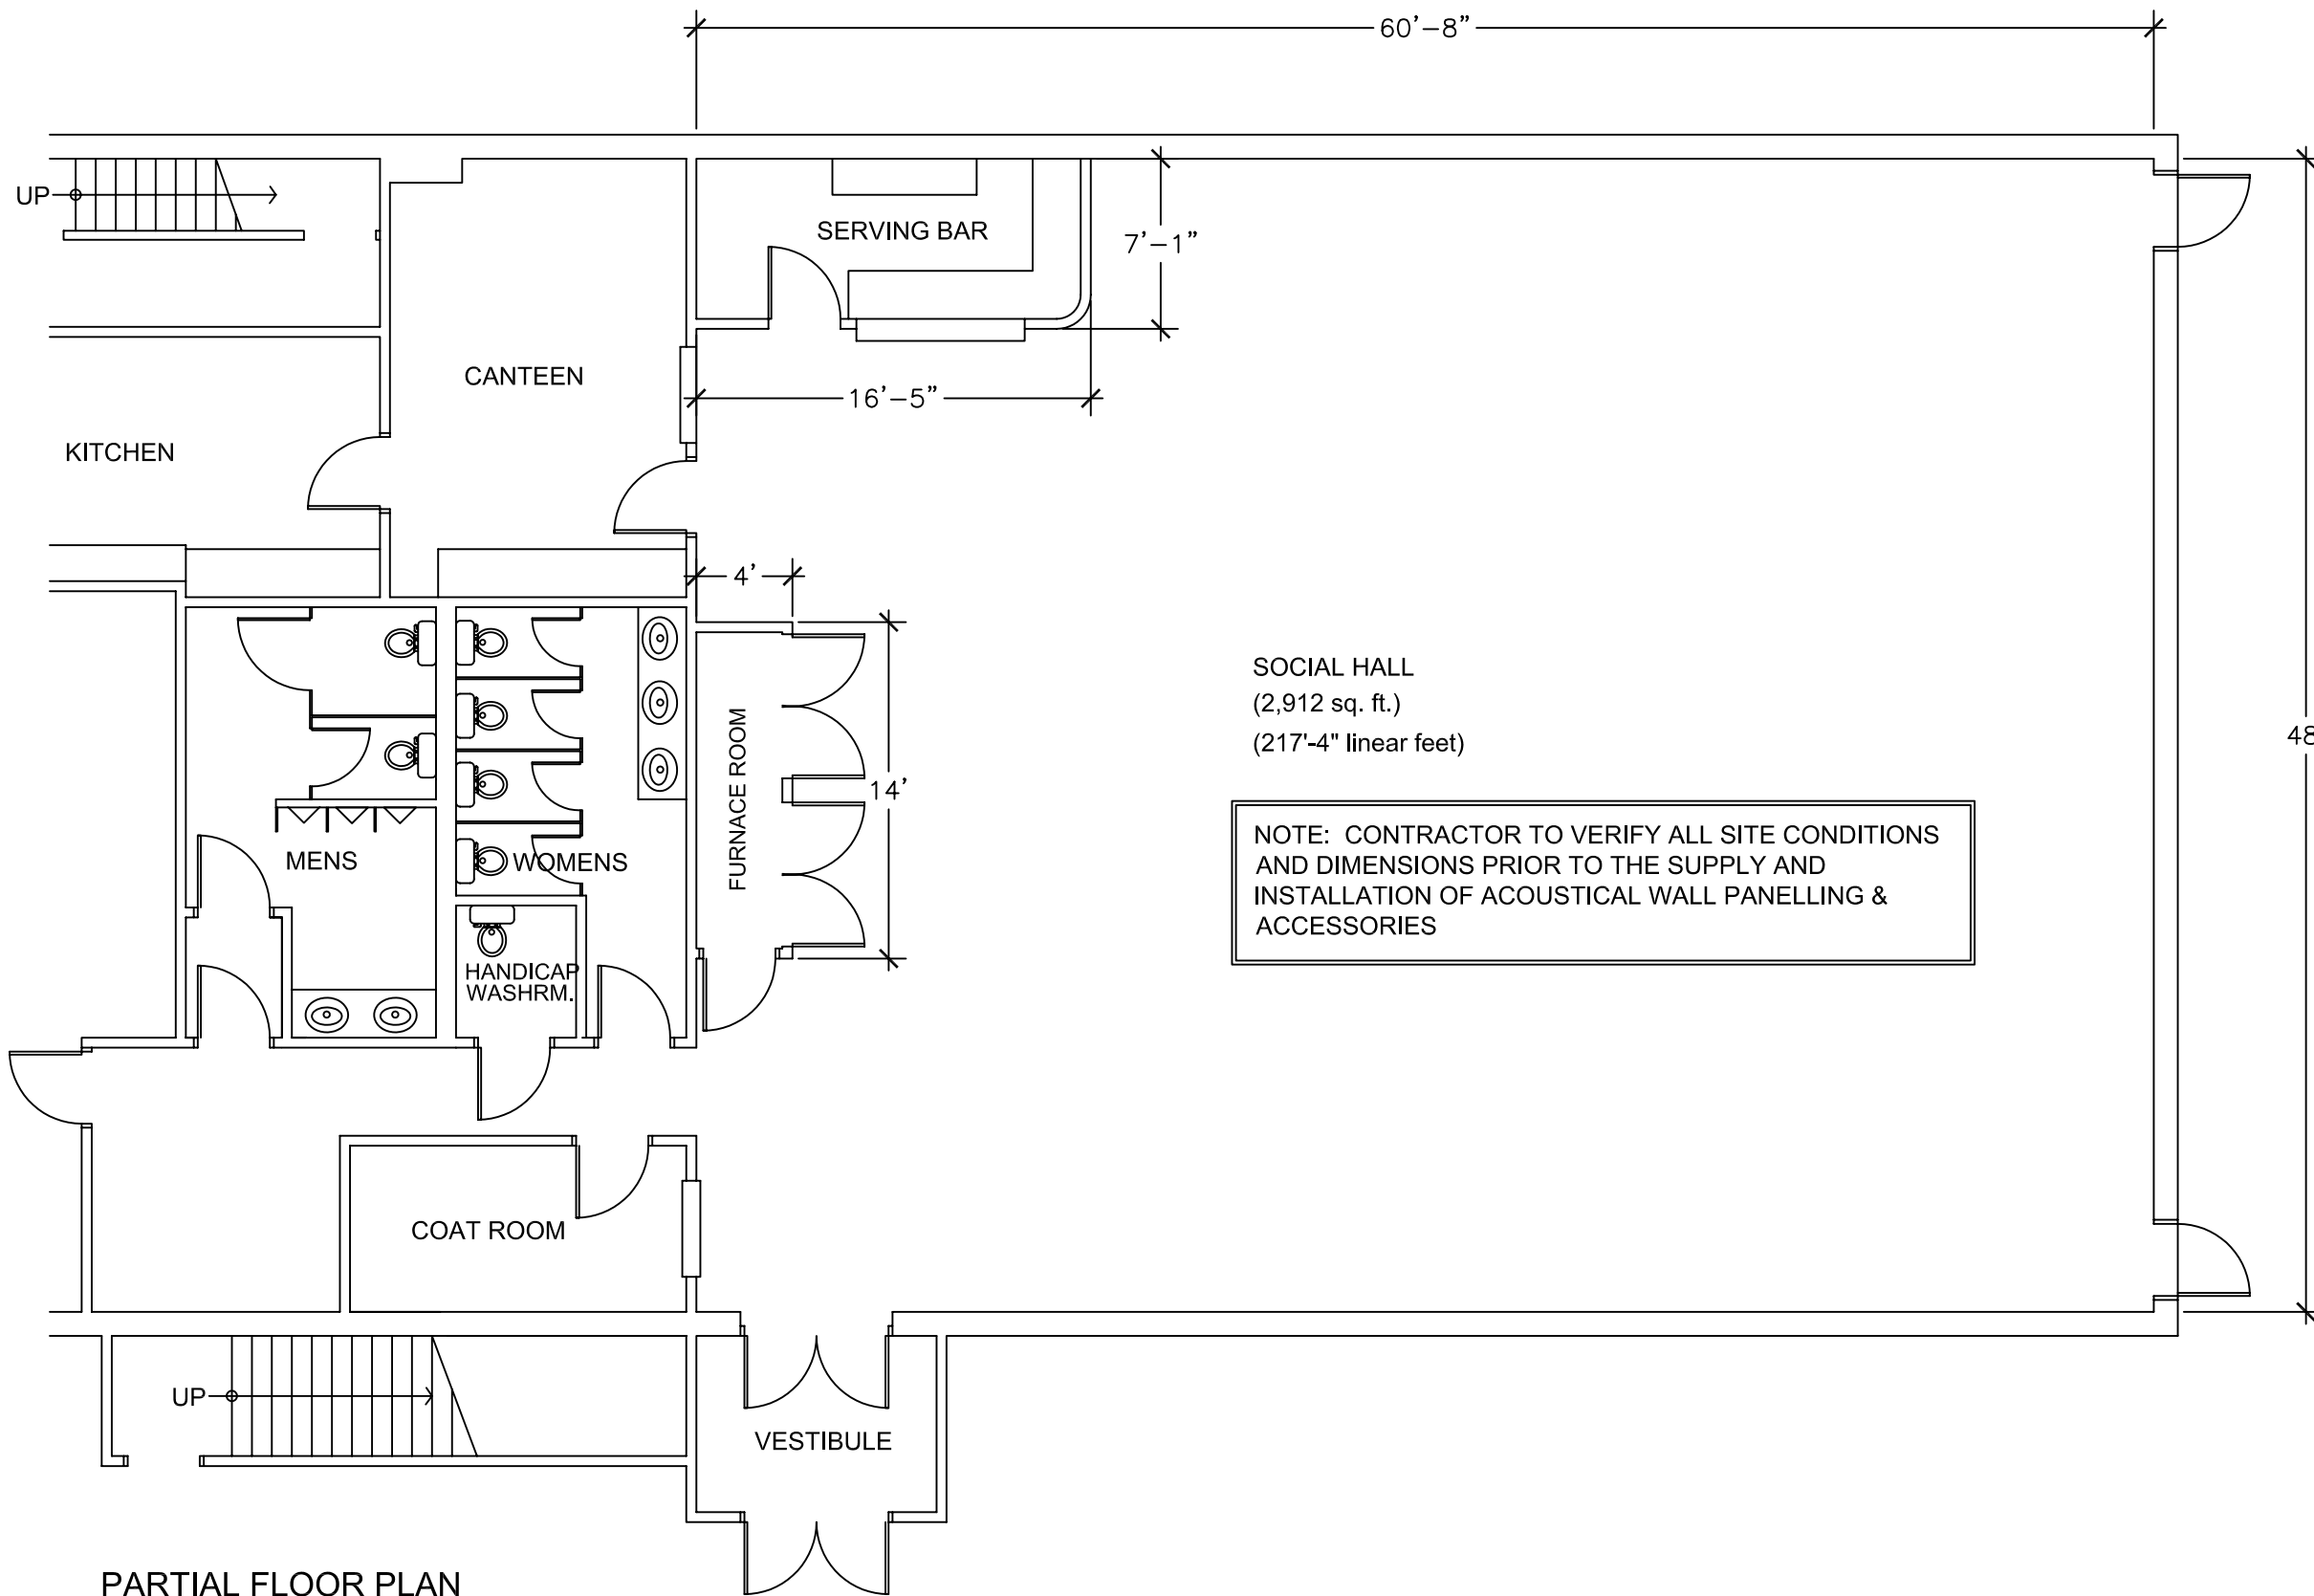 60'-8"
UP
SERVING BAR
7'-1"
CANTEEN
16'-5"
KITCHEN
4'
SOCIAL HALL
(2,912 sq. ft.)
(217'-4" linear feet)
48
FURNACE ROOM
14'
NOTE: CONTRACTOR TO VERIFY ALL SITE CONDITIONS
AND DIMENSIONS PRIOR TO THE SUPPLY AND
INSTALLATION OF ACOUSTICAL WALL PANELLING &
ACCESSORIES
MENS
WOMENS
HANDICAP
WASHRM.
COAT ROOM
UP
VESTIBULE
PARTIAL FLOOR PLAN